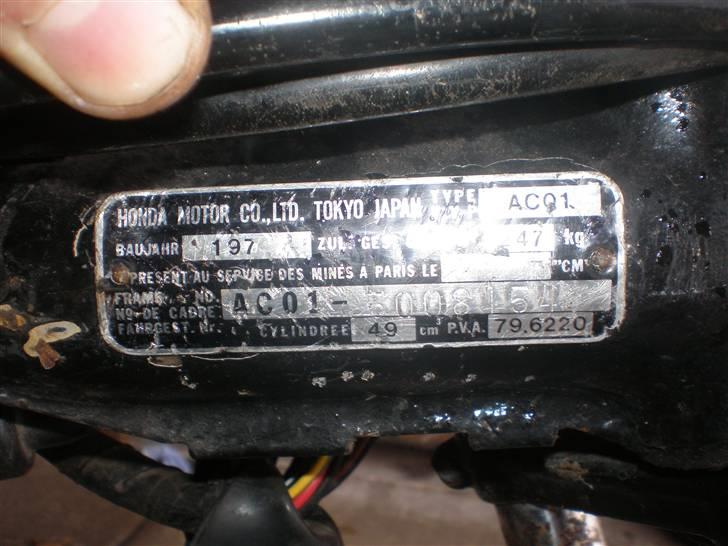 HONDA MOTOR CO.,LTD. TOKYO JAPAN TYPE AC01
BAUJAHR 197 ZUL. GES 47 kg
PRESENT AU SERVICE DES MINES À PARIS LE "CM"
FRAME NO.
NO-DE CADRE AC01-5008154
FAHRGEST. Nr. CYLINDREE 49 cm P.V.A. 79.6220